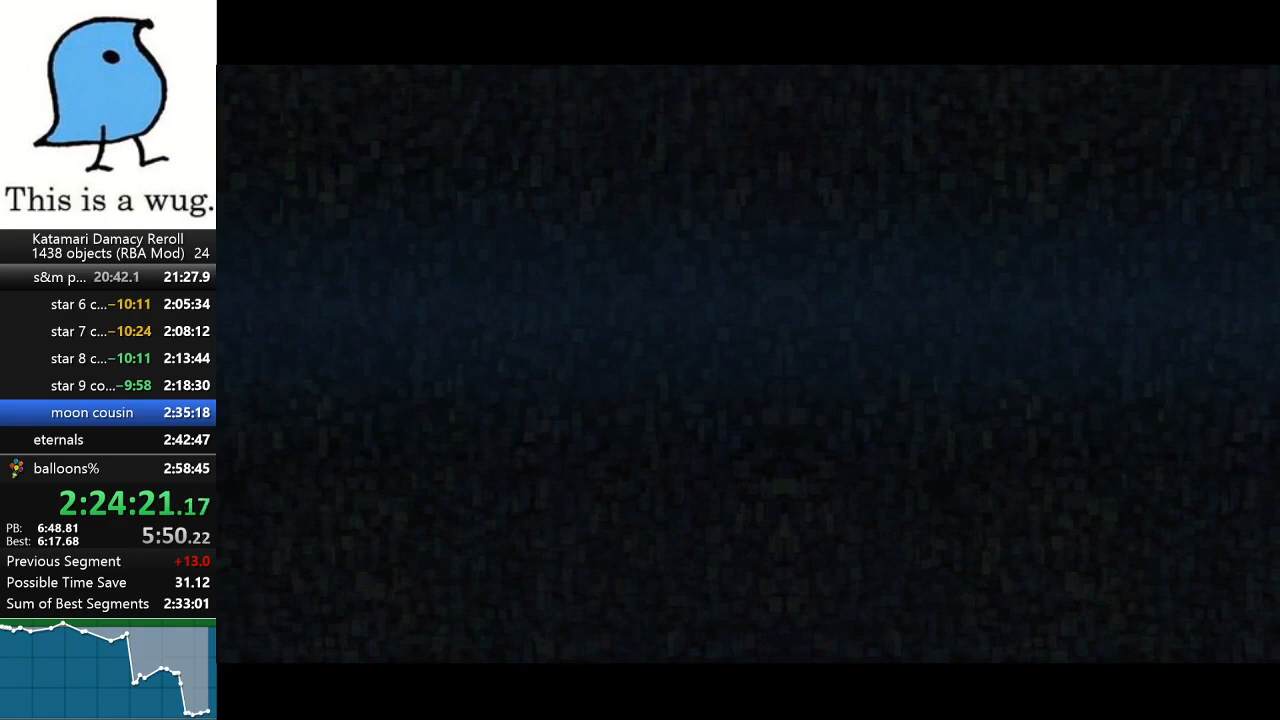 This is a wug.
Katamari Damacy Reroll
1438 objects (RBA Mod) 24
s&m p... 20:42.1 21:27.9
star 6 c...−10:11 2:05:34
star 7 c...−10:24 2:08:12
star 8 c...−10:11 2:13:44
star 9 co...−9:58 2:18:30
moon cousin 2:35:18
eternals 2:42:47
balloons% 2:58:45
2:24:21.17
PB: 6:48.81
Best: 6:17.68 5:50.22
Previous Segment +13.0
Possible Time Save 31.12
Sum of Best Segments 2:33:01